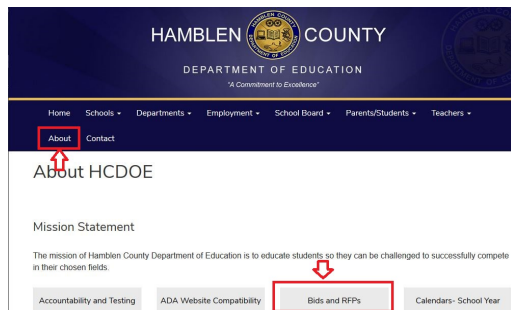 HAMBLEN COUNTY
DEPARTMENT OF EDUCATION
"A Commitment to Excellence"
Home Schools Departments Employment School Board Parents/Students Teachers
About Contact
About HCDOE
Mission Statement
The mission of Hamblen County Department of Education is to educate students so they can be challenged to successfully compete
in their chosen fields.
Accountability and Testing ADA Website Compatibility Bids and RFPs Calendars- School Year